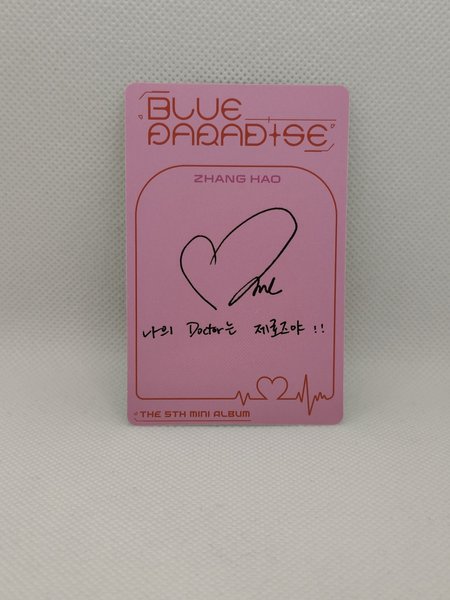 BLUE
PARADISE
ZHANG HAO
나의 Doctor는 제로즈야 !!
THE 5TH MINI ALBUM